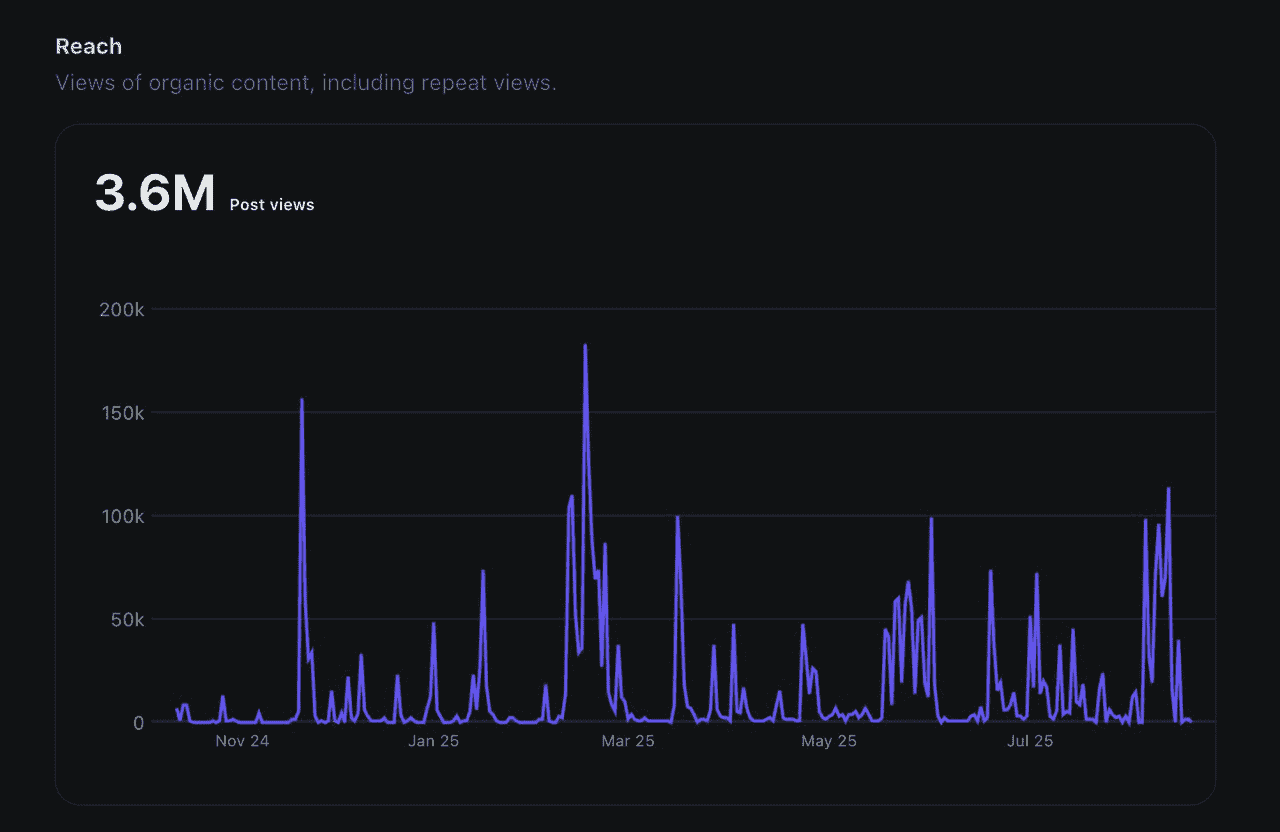 Reach
Views of organic content, including repeat views.
3.6M Post views
200k
150k
100k
50k
0
Nov 24 Jan 25 Mar 25 May 25 Jul 25